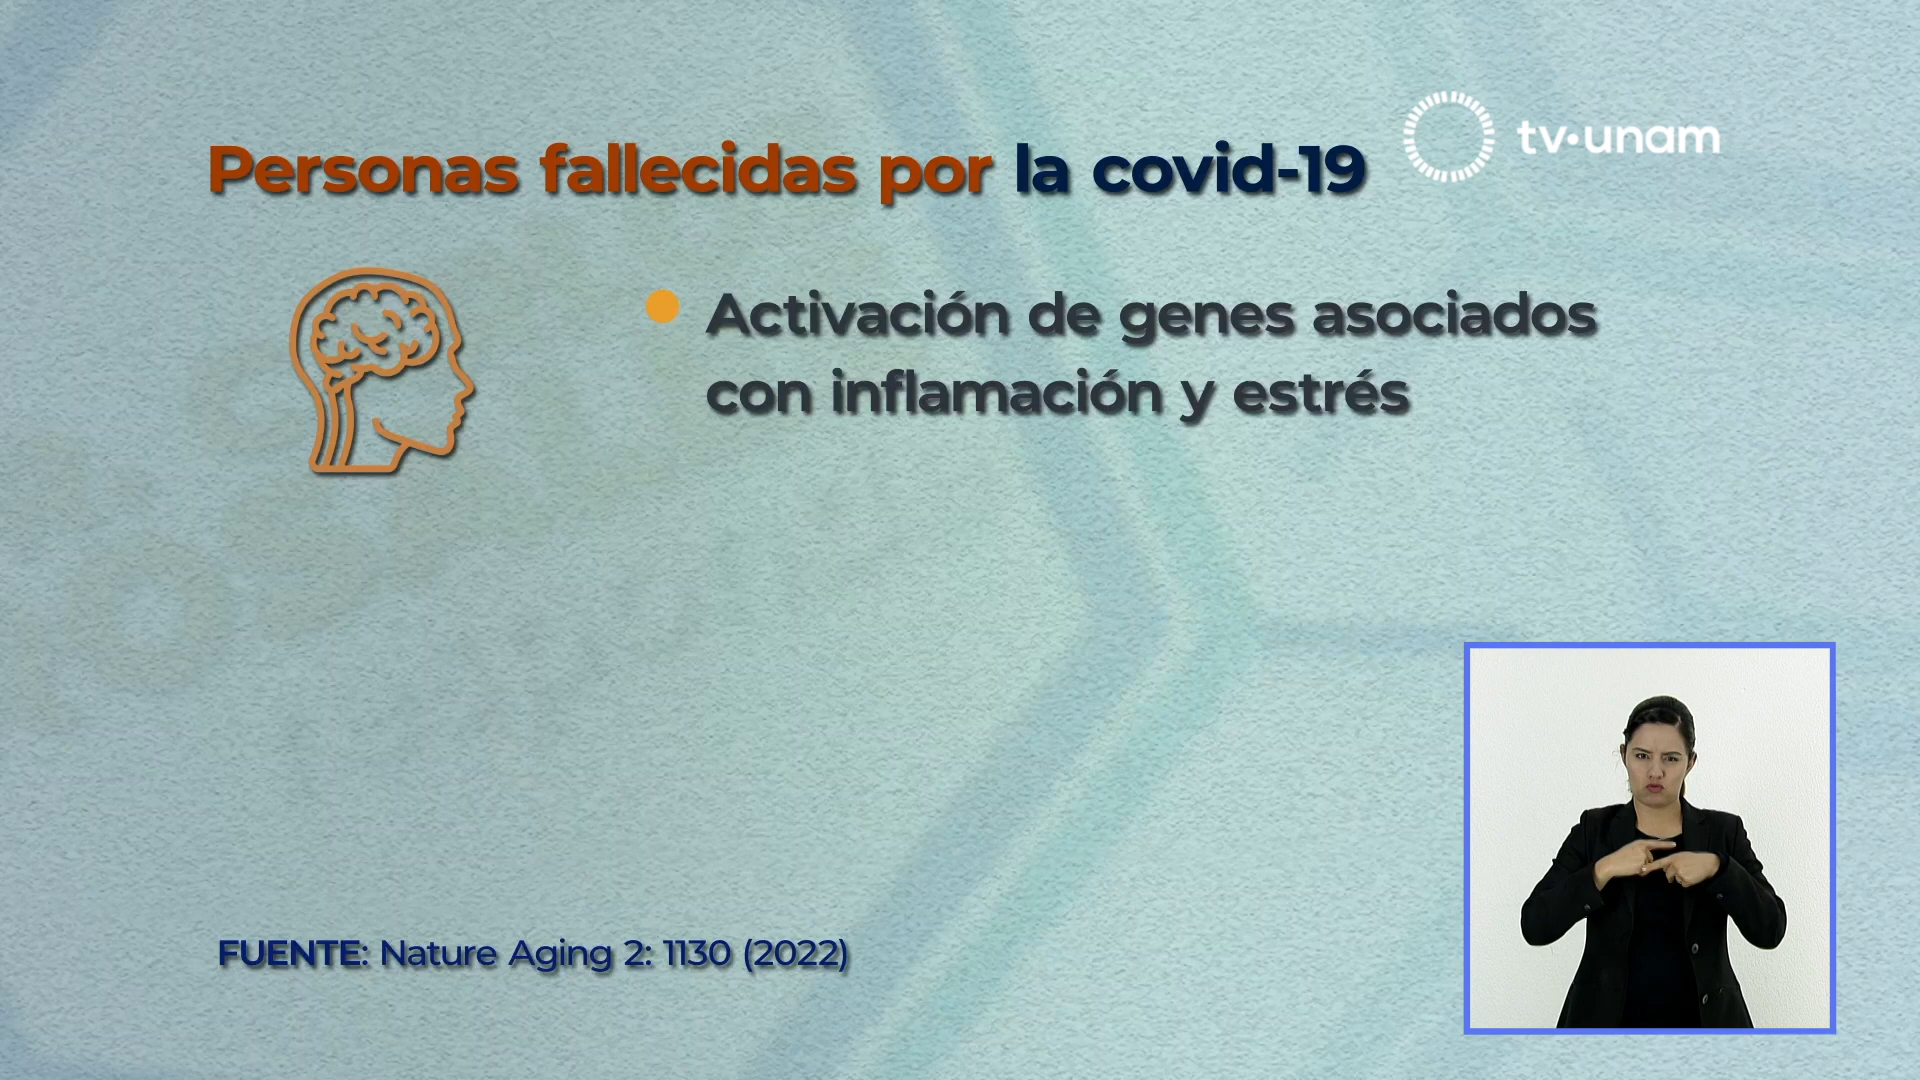 Personas fallecidas por la covid-19
tv·unam
Activación de genes asociados
con inflamación y estrés
FUENTE: Nature Aging 2: 1130 (2022)